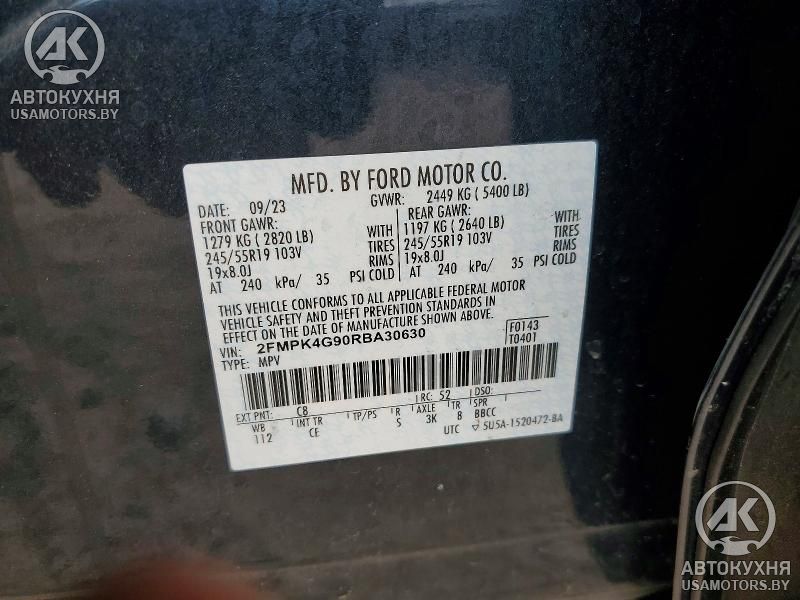 АК
АВТОКУХНЯ
USAMOTORS.BY
MFD. BY FORD MOTOR CO.
DATE: 09/23 GVWR: 2449 KG ( 5400 LB)
FRONT GAWR: REAR GAWR:
1279 KG ( 2820 LB) WITH 1197 KG ( 2640 LB) WITH
245/55R19 103V TIRES 245/55R19 103V TIRES
19x8.0J RIMS 19x8.0J RIMS
AT 240 kPa/ 35 PSI COLD AT 240 kPa/ 35 PSI COLD
THIS VEHICLE CONFORMS TO ALL APPLICABLE FEDERAL MOTOR
VEHICLE SAFETY AND THEFT PREVENTION STANDARDS IN
EFFECT ON THE DATE OF MANUFACTURE SHOWN ABOVE.
VIN: 2FMPK4G90RBA30630 F0143
TYPE: MPV T0401
EXT PNT: C8 RC: 52 DSO:
WB INT TR TP/PS R AXLE TR SPR
112 CE S 3K 8 BBCC
UTC 5U5A-1520472-BA
АК
АВТОКУХНЯ
USAMOTORS.BY